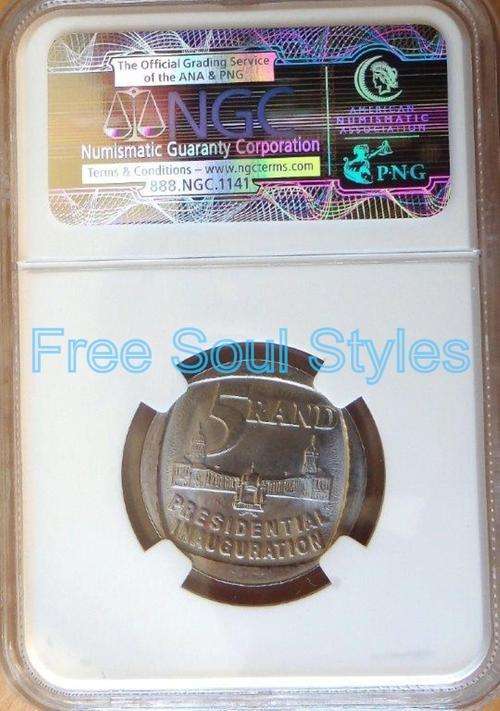 The Official Grading Service
of the ANA & PNG
NGC
Numismatic Guaranty Corporation
Terms & Conditions – www.ngcterms.com
888.NGC.1141
AMERICAN
NUMISMATIC
ASSOCIATION
PNG
Free Soul Styles
5 RAND
PRESIDENTIAL
INAUGURATION